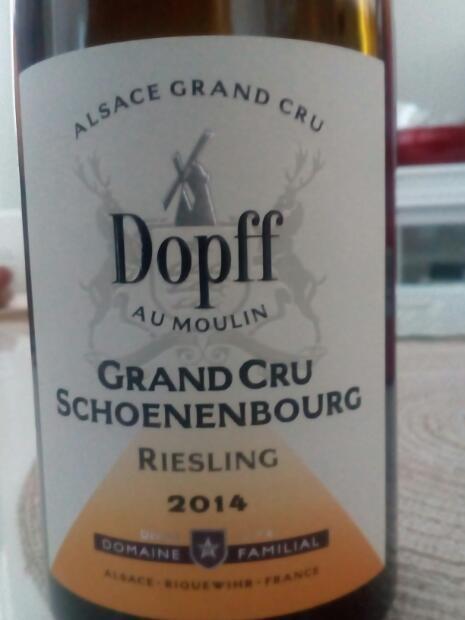 ALSACE GRAND CRU
Dopff
AU MOULIN
GRAND CRU
SCHOENENBOURG
RIESLING
2014
DOMAINE FAMILIAL
ALSACE - RIQUEWIHR - FRANCE